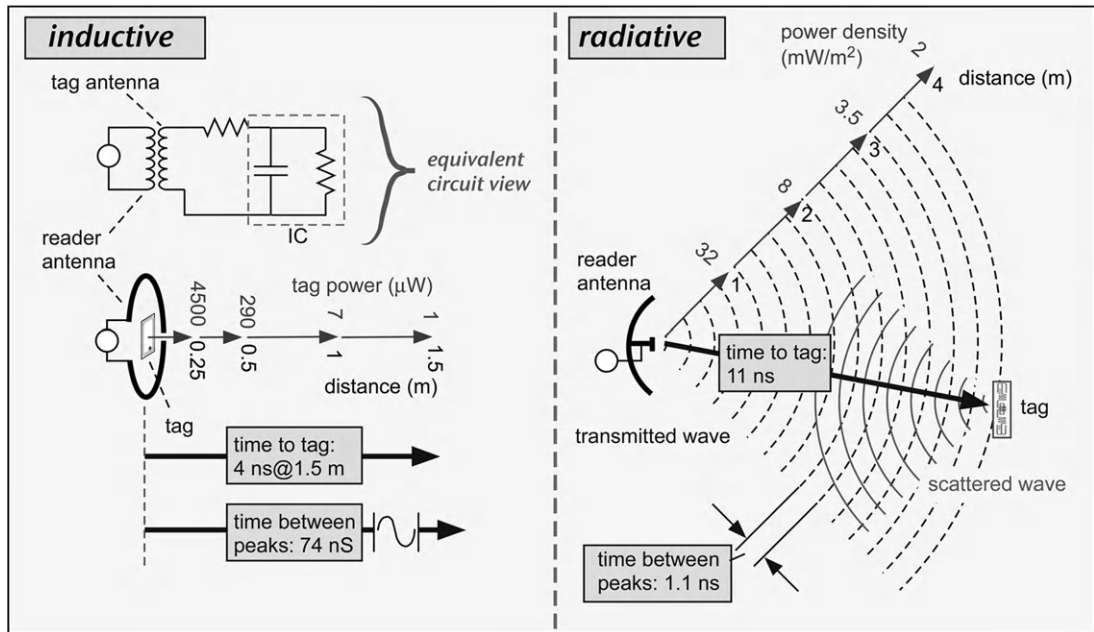 inductive
tag antenna
equivalent
circuit view
IC
reader
antenna
tag power (μW)
4500
290
7
1
0.25
0.5
1
1.5
distance (m)
tag
time to tag:
4 ns@1.5 m
time between
peaks: 74 nS
radiative
power density
(mW/m²)
2
distance (m)
4
3.5
3
8
2
32
1
reader
antenna
time to tag:
11 ns
tag
transmitted wave
scattered wave
time between
peaks: 1.1 ns